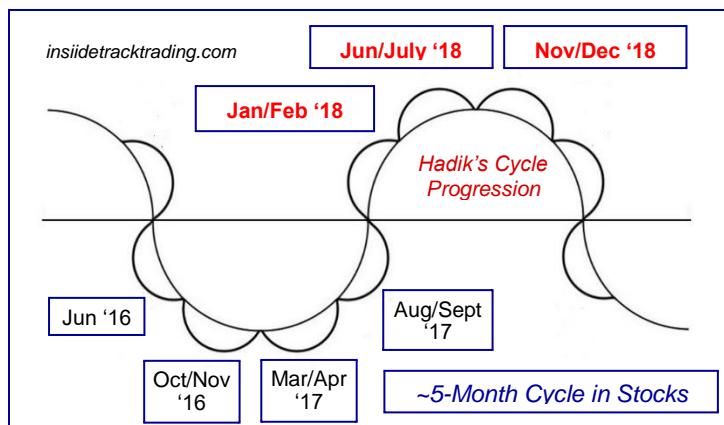 insiidetracktrading.com
Jun/July ‘18
Nov/Dec ‘18
Jan/Feb ‘18
Hadik’s Cycle
Progression
Jun ‘16
Oct/Nov
‘16
Mar/Apr
‘17
Aug/Sept
‘17
~5-Month Cycle in Stocks